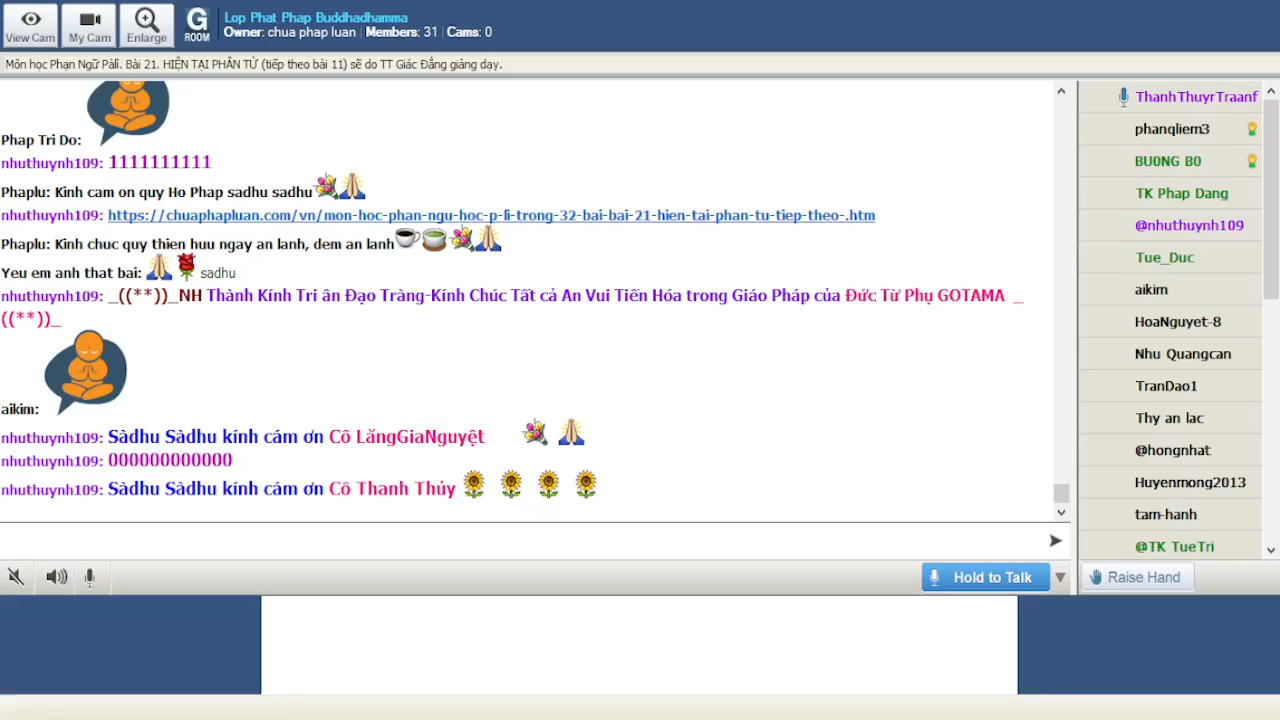 View Cam
My Cam
Enlarge
G
ROOM
Lop Phat Phap Buddhadhamma
Owner: chua phap luan | Members: 31 | Cams: 0
Môn học Phạn Ngữ Pāli. Bài 21. HIỆN TẠI PHÂN TỪ (tiếp theo bài 11) sẽ do TT Giác Đẳng giảng dạy.
Phap Tri Do:
nhuthuynh109: 1111111111
Phaplu: Kinh cam on quy Ho Phap sadhu sadhu
nhuthuynh109: https://chuaphapluan.com/vn/mon-hoc-phan-ngu-hoc-p-li-trong-32-bai-bai-21-hien-tai-phan-tu-tiep-theo-.htm
Phaplu: Kinh chuc quy thien huu ngay an lanh, dem an lanh
Yeu em anh that bai: sadhu
nhuthuynh109: _((**))_NH Thành Kính Tri ân Đạo Tràng-Kính Chúc Tất cả An Vui Tiến Hóa trong Giáo Pháp của Đức Từ Phụ GOTAMA _
((**))_
aikim:
nhuthuynh109: Sàdhu Sàdhu kính cám ơn Cô LăngGiaNguyệt
nhuthuynh109: 000000000000
nhuthuynh109: Sàdhu Sàdhu kính cám ơn Cô Thanh Thủy
Hold to Talk
ThanhThuyrTraanf
phanqliem3
BU0NG B0
TK Phap Dang
@nhuthuynh109
Tue_Duc
aikim
HoaNguyet-8
Nhu Quangcan
TranDao1
Thy an lac
@hongnhat
Huyenmong2013
tam-hanh
@TK TueTri
Raise Hand